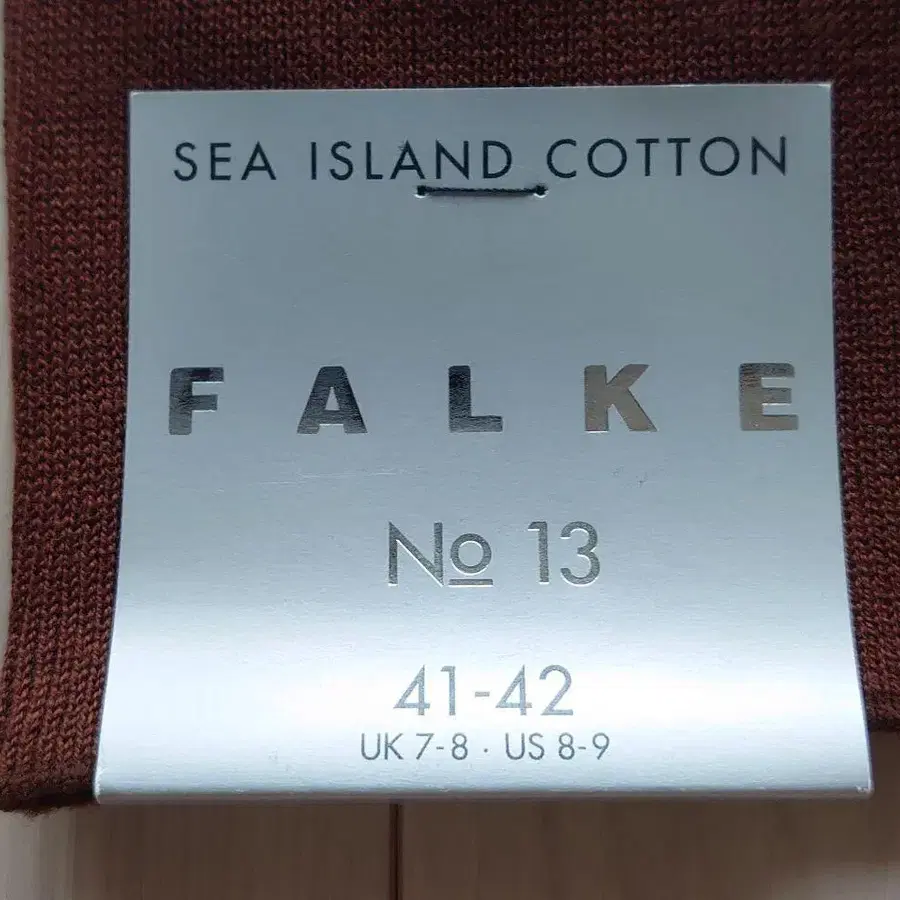 SEA ISLAND COTTON
FALKE
No 13
41-42
UK 7-8 · US 8-9